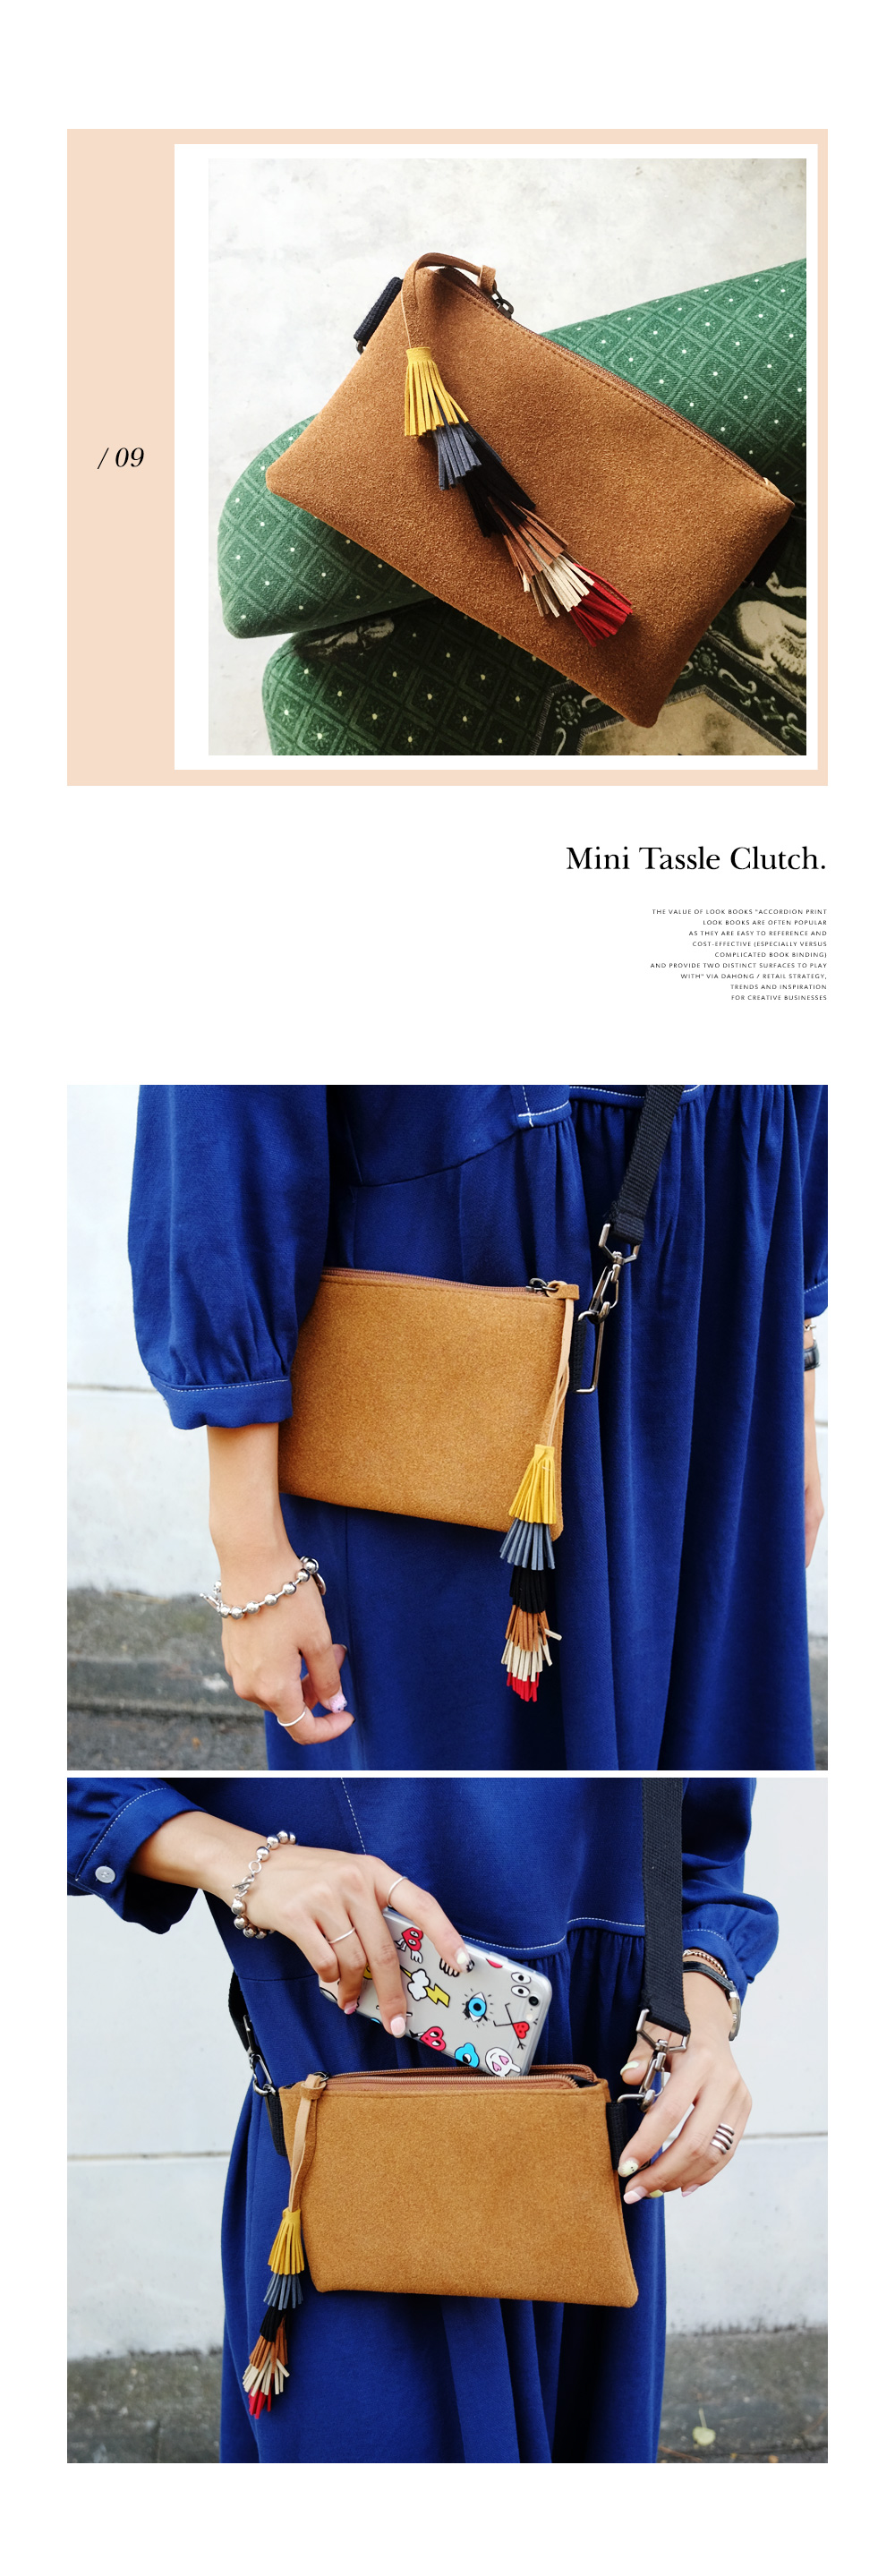 / 09
Mini Tassle Clutch.
THE VALUE OF LOOK BOOKS "ACCORDION PRINT
LOOK BOOKS ARE OFTEN POPULAR
AS THEY ARE EASY TO REFERENCE AND
COST-EFFECTIVE (ESPECIALLY VERSUS
COMPLICATED BOOK BINDING)
AND PROVIDE TWO DISTINCT SURFACES TO PLAY
WITH" VIA DAHONG / RETAIL STRATEGY,
TRENDS AND INSPIRATION
FOR CREATIVE BUSINESSES